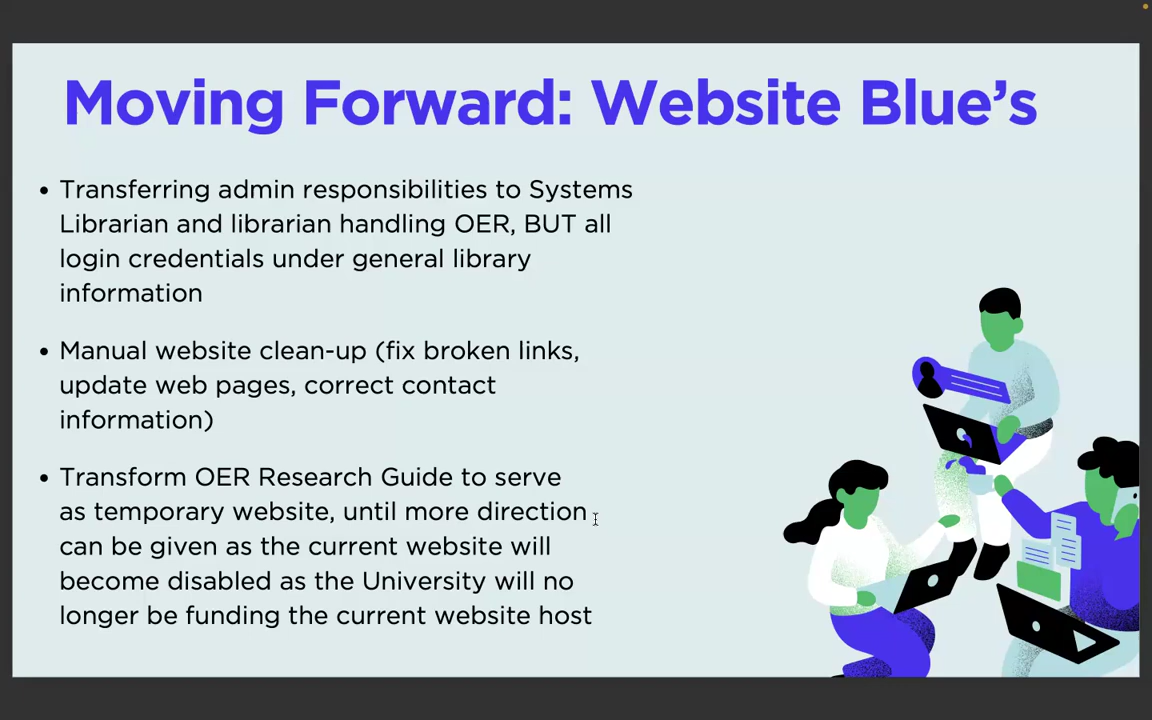 Moving Forward: Website Blue’s
• Transferring admin responsibilities to Systems
Librarian and librarian handling OER, BUT all
login credentials under general library
information
• Manual website clean-up (fix broken links,
update web pages, correct contact
information)
• Transform OER Research Guide to serve
as temporary website, until more direction
can be given as the current website will
become disabled as the University will no
longer be funding the current website host